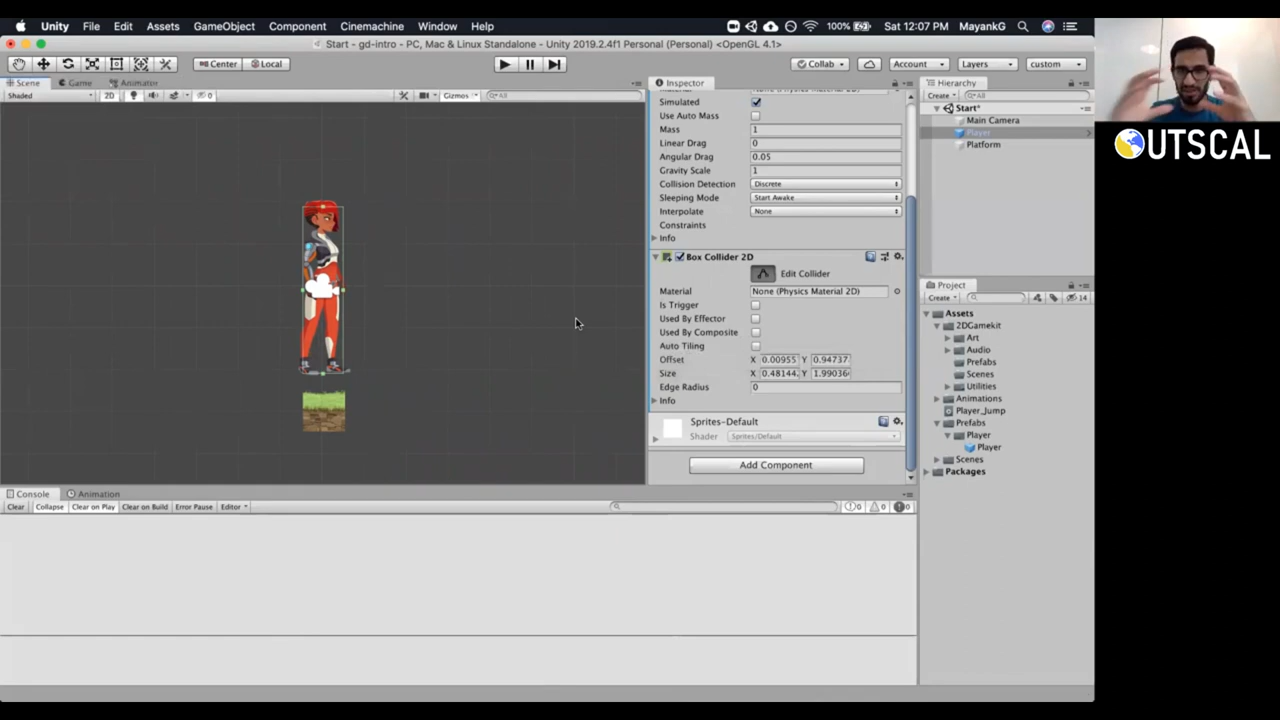 Unity File Edit Assets GameObject Component Cinemachine Window Help 100% Sat 12:07 PM MayankG
Start - gd-intro - PC, Mac & Linux Standalone - Unity 2019.2.4f1 Personal (Personal) <OpenGL 4.1>
Center Local Collab Account Layers custom
Scene Game Animator
Shaded 2D 0 Gizmos All
Inspector
Simulated
Use Auto Mass
Mass 1
Linear Drag 0
Angular Drag 0.05
Gravity Scale 1
Collision Detection Discrete
Sleeping Mode Start Awake
Interpolate None
Constraints
Info
Box Collider 2D
Edit Collider
Material None (Physics Material 2D)
Is Trigger
Used By Effector
Used By Composite
Auto Tiling
Offset X 0.00955 Y 0.94737
Size X 0.48144 Y 1.99036
Edge Radius 0
Info
Sprites-Default
Shader Sprites/Default
Add Component
Hierarchy
Create All
Start*
Main Camera
Player
Platform
Project
Create 14
Assets
2DGamekit
Art
Audio
Prefabs
Scenes
Utilities
Animations
Player_Jump
Prefabs
Player
Player
Scenes
Packages
Console Animation
Clear Collapse Clear on Play Clear on Build Error Pause Editor 0 0 0
OUTSCAL